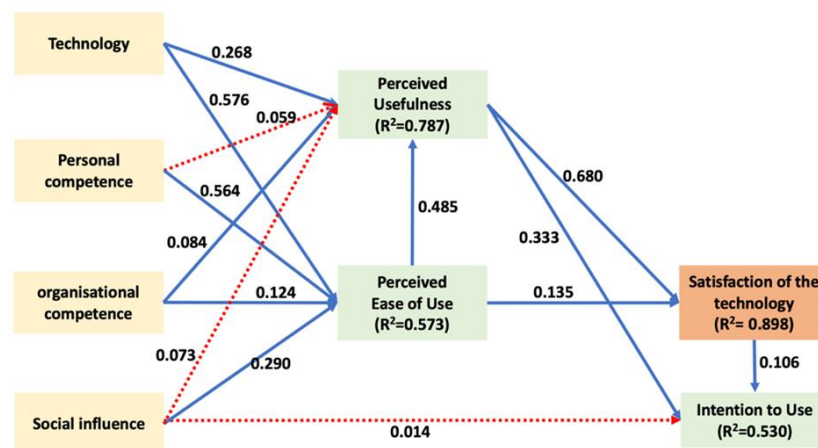 Technology
0.268
Perceived
Usefulness
(R²=0.787)
0.576
0.059
Personal
competence
0.680
0.564
0.485
0.333
0.084
organisational
competence
0.124
Perceived
Ease of Use
(R²=0.573)
0.135
Satisfaction of the
technology
(R²= 0.898)
0.073
0.290
0.106
Social influence
0.014
Intention to Use
(R²=0.530)